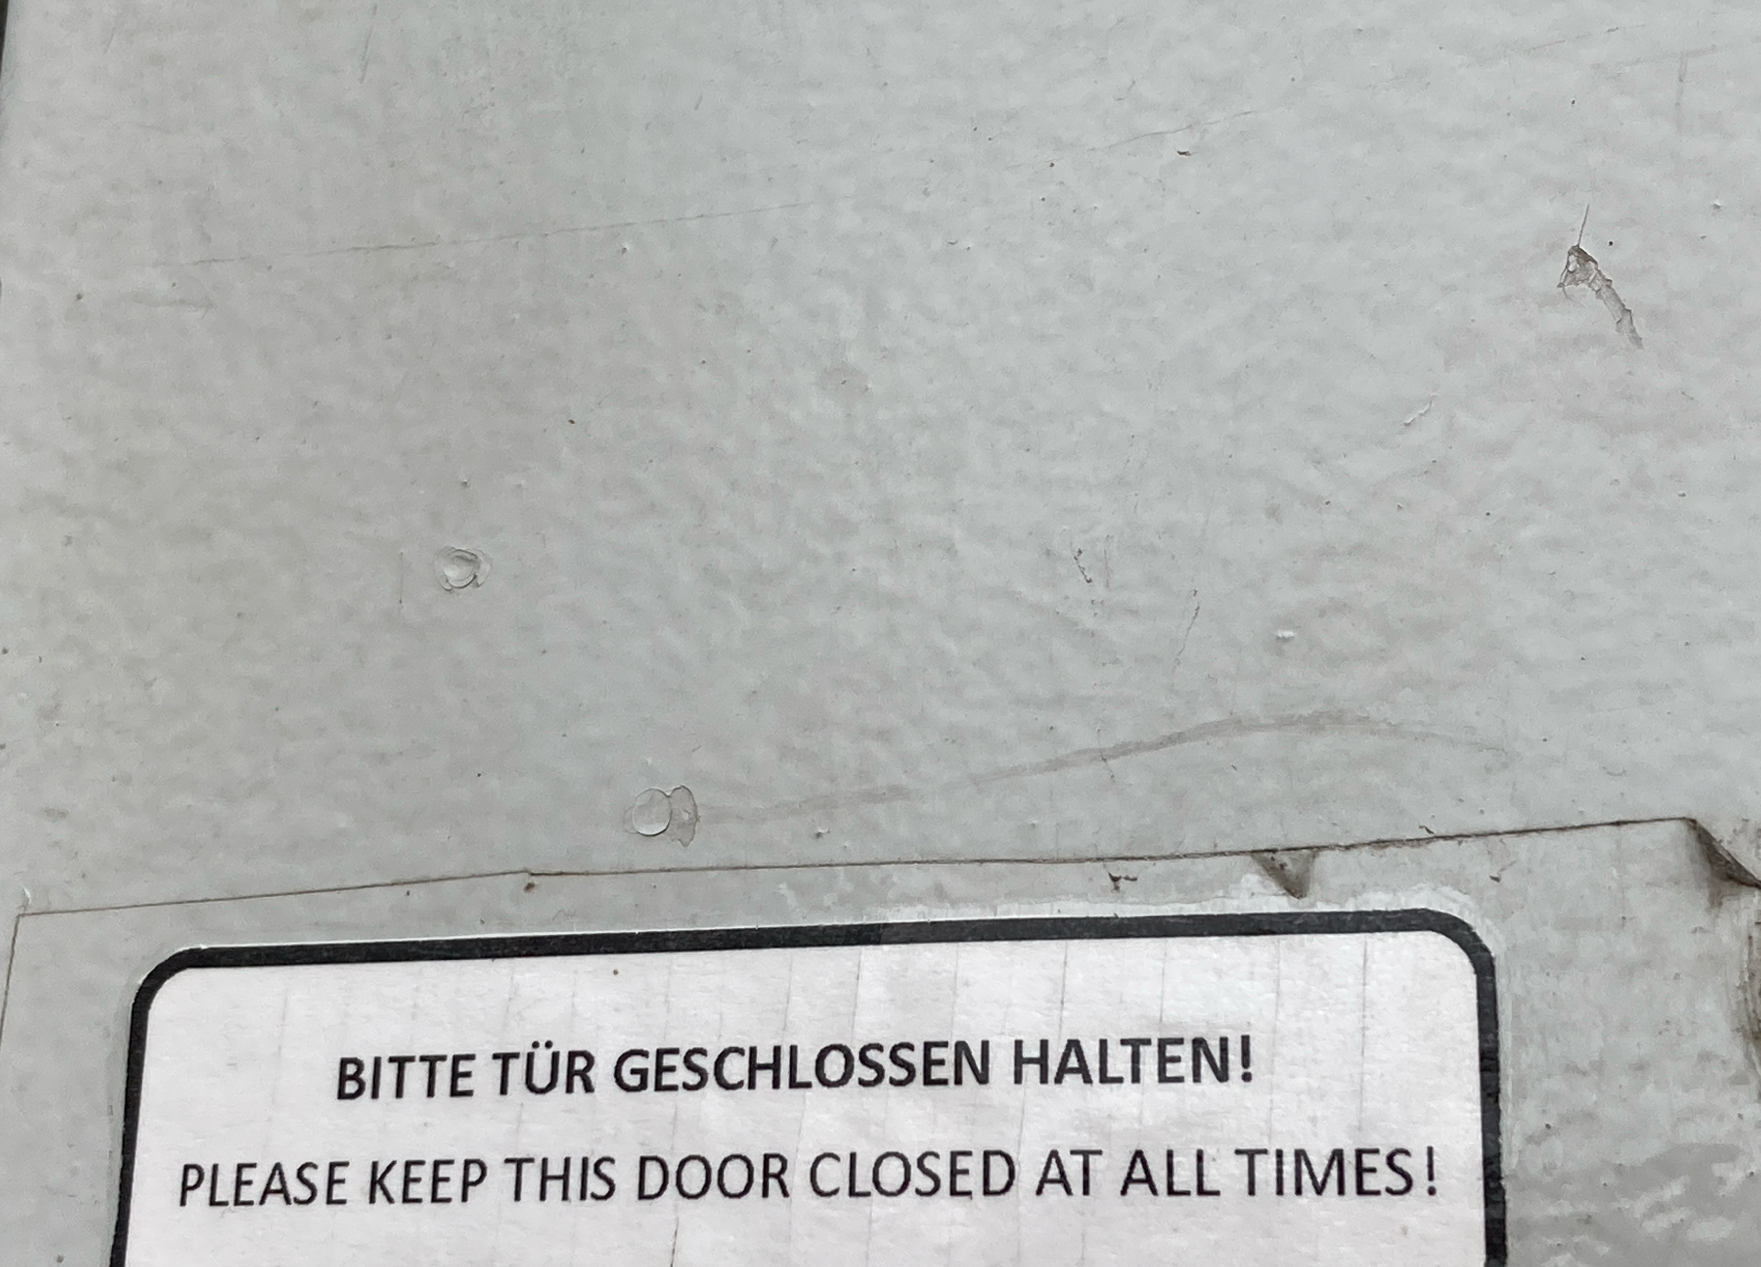 BITTE TÜR GESCHLOSSEN HALTEN!
PLEASE KEEP THIS DOOR CLOSED AT ALL TIMES!